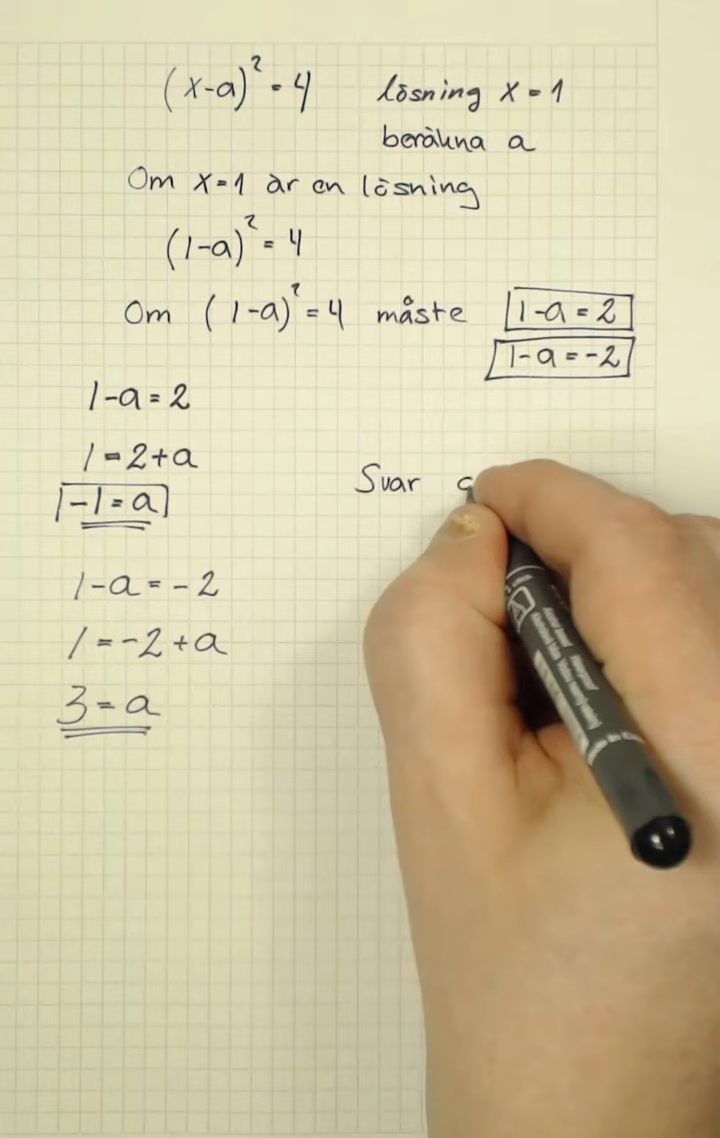 (x-a)² = 4 lösning x = 1
beräkna a
Om x = 1 är en lösning
(1-a)² = 4
Om (1-a)² = 4 måste 1-a = 2
1-a = -2
1-a = 2
1 = 2+a
-1 = a
Svar a
1-a = -2
1 = -2+a
3 = a